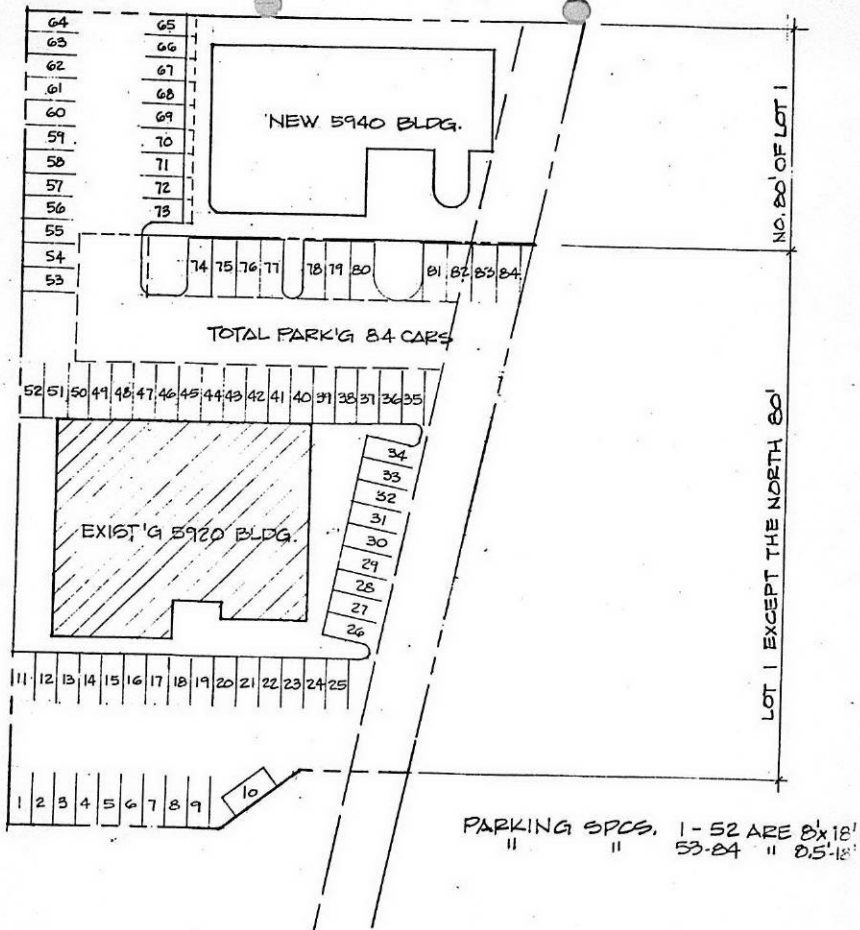 64 65
63 66
62 67
61 68
60 69
59 70
58 71
57 72
56 73
55
54
53
NEW 5940 BLDG.
NO. 80' OF LOT 1
74 75 76 77 78 79 80 81 82 83 84
TOTAL PARK'G 84 CARS
52 51 50 49 48 47 46 45 44 43 42 41 40 39 38 37 36 35
34
33
32
31
30
29
28
27
26
EXIST'G 5920 BLDG.
LOT 1 EXCEPT THE NORTH 80'
11 12 13 14 15 16 17 18 19 20 21 22 23 24 25
1 2 3 4 5 6 7 8 9 10
PARKING SPCS. 1-52 ARE 8'x18'
" " 53-84 " 8.5'-18'